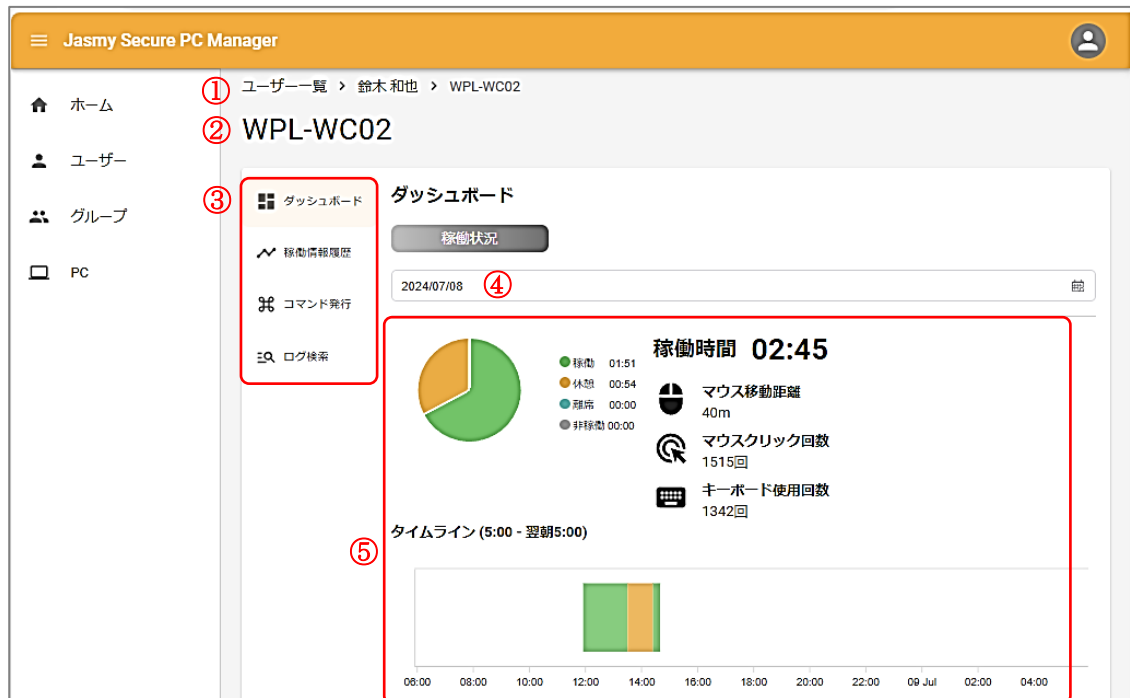 Jasmy Secure PC Manager
ホーム
ユーザー
グループ
PC
① ユーザー一覧 > 鈴木 和也 > WPL-WC02
② WPL-WC02
③
ダッシュボード
稼働情報履歴
コマンド発行
ログ検索
ダッシュボード
稼働状況
2024/07/08 ④
稼働 01:51
休憩 00:54
離席 00:00
非稼働 00:00
稼働時間 02:45
マウス移動距離
40m
マウスクリック回数
1515回
キーボード使用回数
1342回
タイムライン (5:00 - 翌朝5:00)
⑤
06:00 08:00 10:00 12:00 14:00 16:00 18:00 20:00 22:00 09 Jul 02:00 04:00